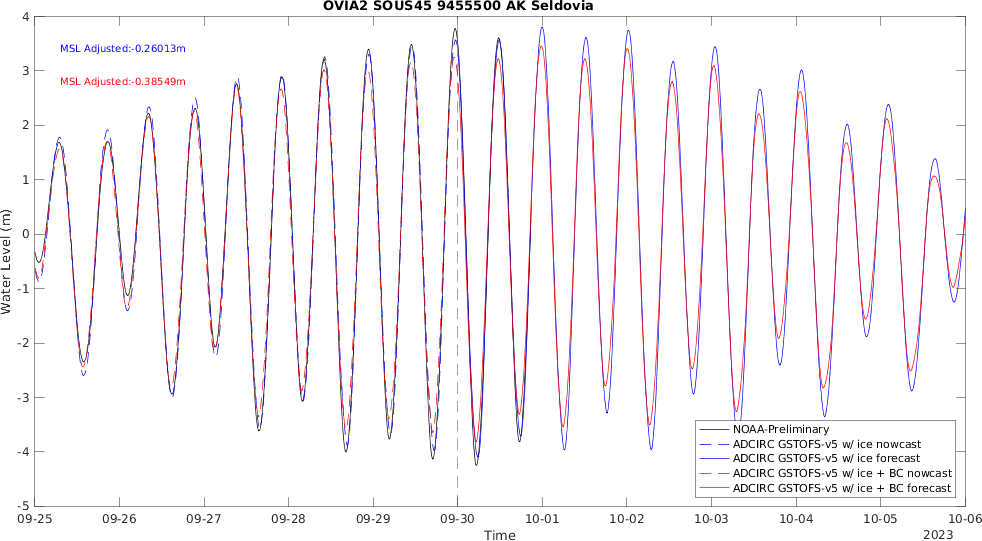 OVIA2 SOUS45 9455500 AK Seldovia
MSL Adjusted:-0.26013m
MSL Adjusted:-0.38549m
Water Level (m)
4
3
2
1
0
-1
-2
-3
-4
-5
NOAA-Preliminary
ADCIRC GSTOFS-v5 w/ ice nowcast
ADCIRC GSTOFS-v5 w/ ice forecast
ADCIRC GSTOFS-v5 w/ ice + BC nowcast
ADCIRC GSTOFS-v5 w/ ice + BC forecast
09-25 09-26 09-27 09-28 09-29 09-30 10-01 10-02 10-03 10-04 10-05 10-06
Time
2023